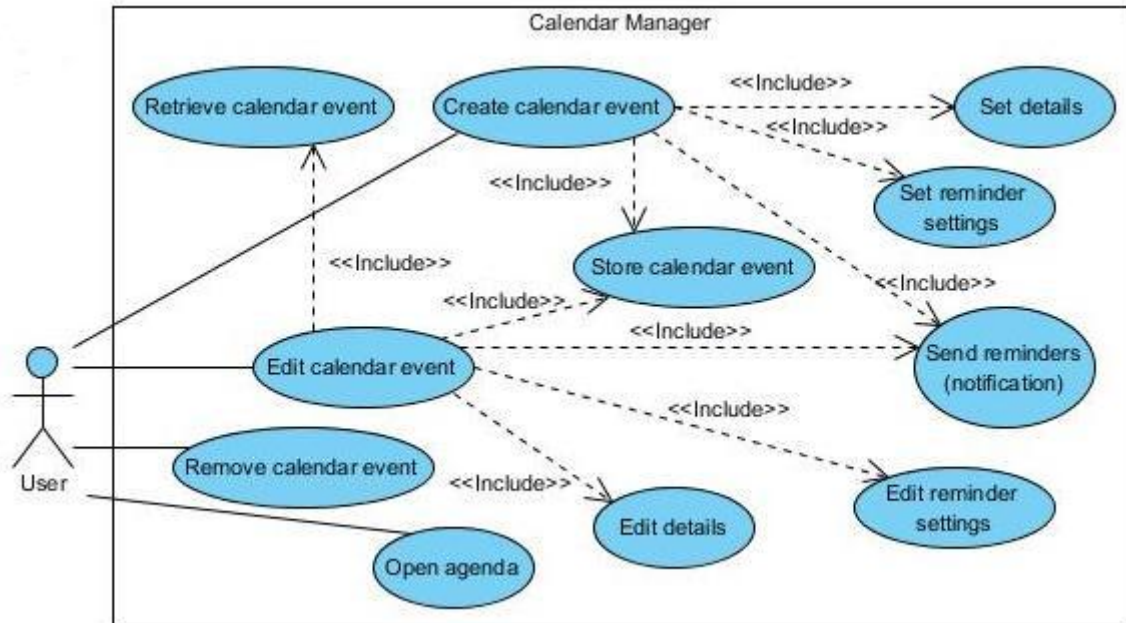 Calendar Manager
Retrieve calendar event
Create calendar event
<<Include>>
Set details
<<Include>>
<<Include>>
Set reminder
settings
<<Include>>
Store calendar event
<<Include>>
<<Include>>
<<Include>>
Edit calendar event
Send reminders
(notification)
<<Include>>
Remove calendar event
User
<<Include>>
Edit reminder
settings
Edit details
Open agenda